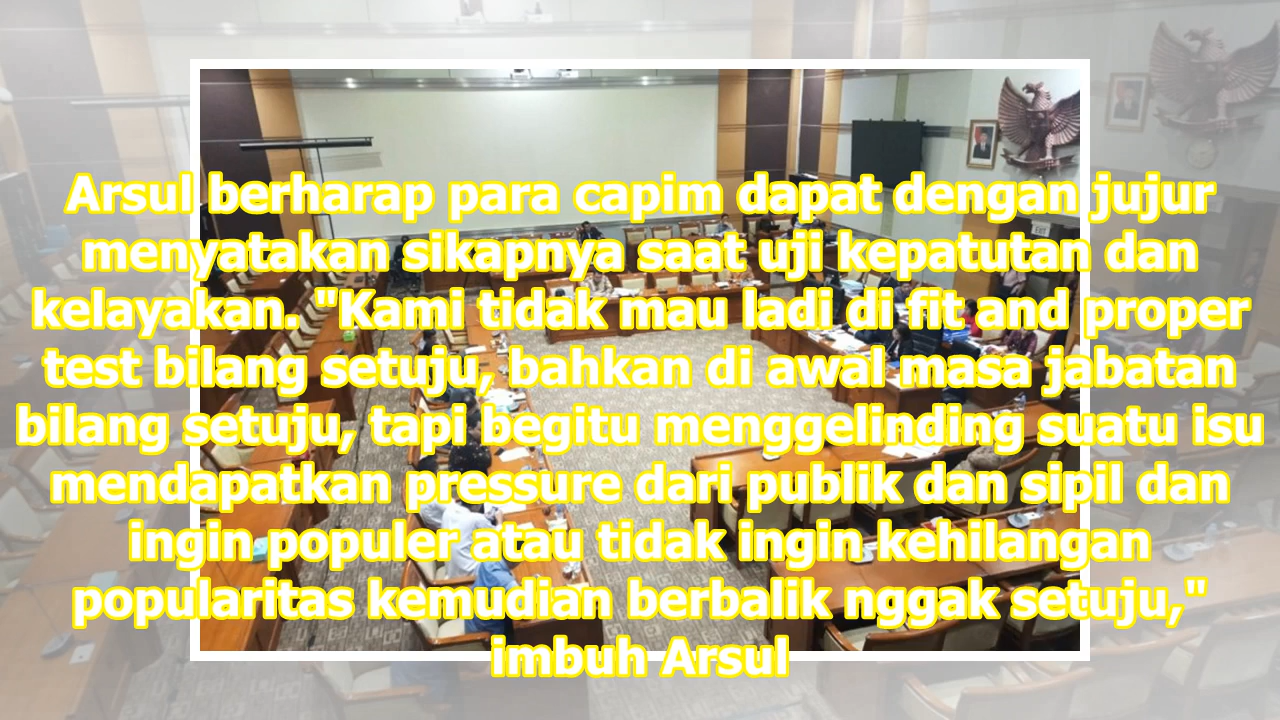 Arsul berharap para capim dapat dengan jujur
menyatakan sikapnya saat uji kepatutan dan
kelayakan. "Kami tidak mau ladi di fit and proper
test bilang setuju, bahkan di awal masa jabatan
bilang setuju, tapi begitu menggelinding suatu isu
mendapatkan pressure dari publik dan sipil dan
ingin populer atau tidak ingin kehilangan
popularitas kemudian berbalik nggak setuju,"
imbuh Arsul